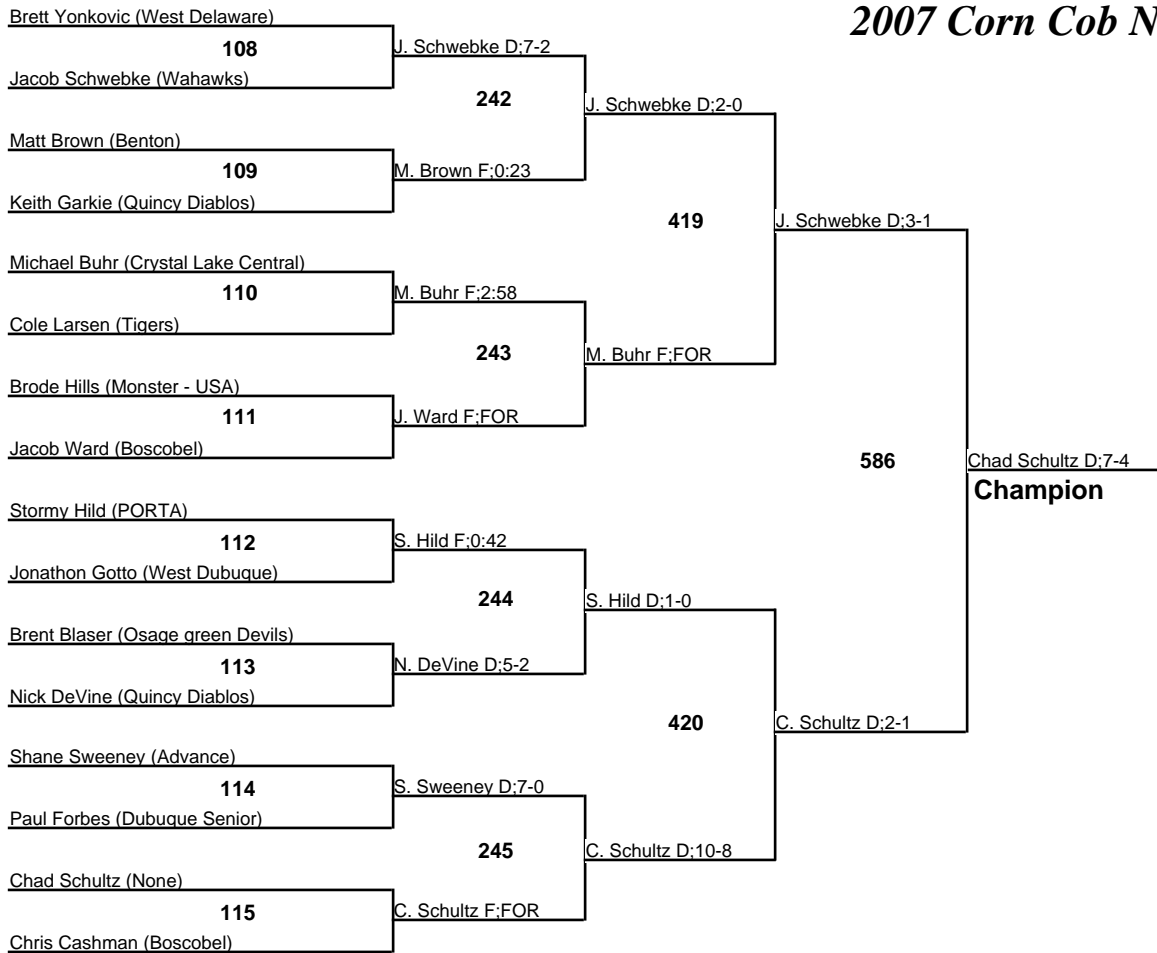 2007 Corn Cob N
Brett Yonkovic (West Delaware)
108
Jacob Schwebke (Wahawks)
J. Schwebke D;7-2
242
Matt Brown (Benton)
109
Keith Garkie (Quincy Diablos)
M. Brown F;0:23
J. Schwebke D;2-0
419
Michael Buhr (Crystal Lake Central)
110
Cole Larsen (Tigers)
M. Buhr F;2:58
243
Brode Hills (Monster - USA)
111
Jacob Ward (Boscobel)
J. Ward F;FOR
M. Buhr F;FOR
J. Schwebke D;3-1
586
Chad Schultz D;7-4
Champion
Stormy Hild (PORTA)
112
Jonathon Gotto (West Dubuque)
S. Hild F;0:42
244
Brent Blaser (Osage green Devils)
113
Nick DeVine (Quincy Diablos)
N. DeVine D;5-2
S. Hild D;1-0
420
C. Schultz D;2-1
Shane Sweeney (Advance)
114
Paul Forbes (Dubuque Senior)
S. Sweeney D;7-0
245
C. Schultz D;10-8
Chad Schultz (None)
115
Chris Cashman (Boscobel)
C. Schultz F;FOR